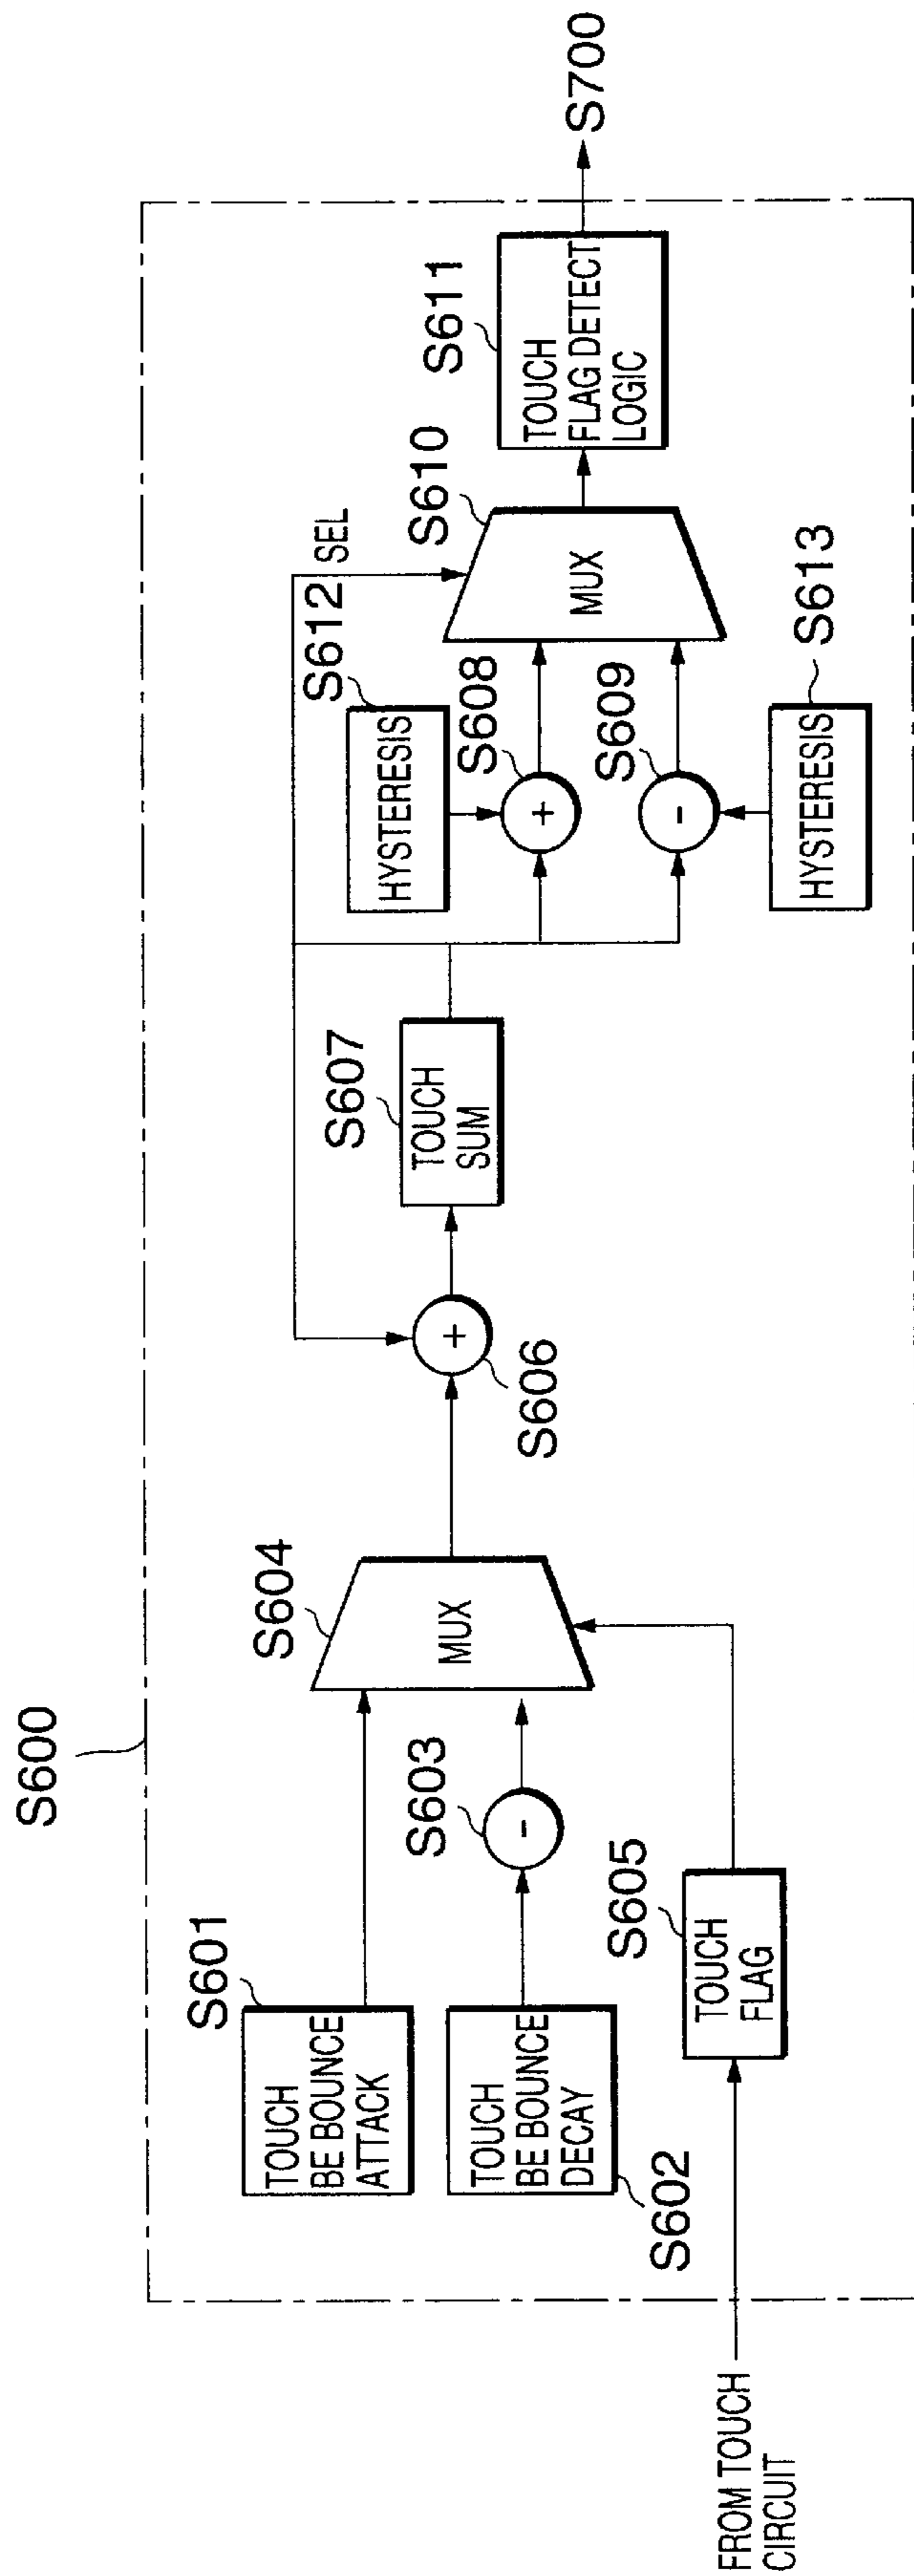 S600
FROM TOUCH
CIRCUIT
S601
TOUCH
BE BOUNCE
ATTACK
TOUCH
BE BOUNCE
DECAY
S602
S603
S605
TOUCH
FLAG
S604
MUX
+
-
S606
S607
TOUCH
SUM
S612
HYSTERESIS
SEL
S608
+
S609
-
HYSTERESIS
S613
S610
MUX
S611
TOUCH
FLAG DETECT
LOGIC
S700